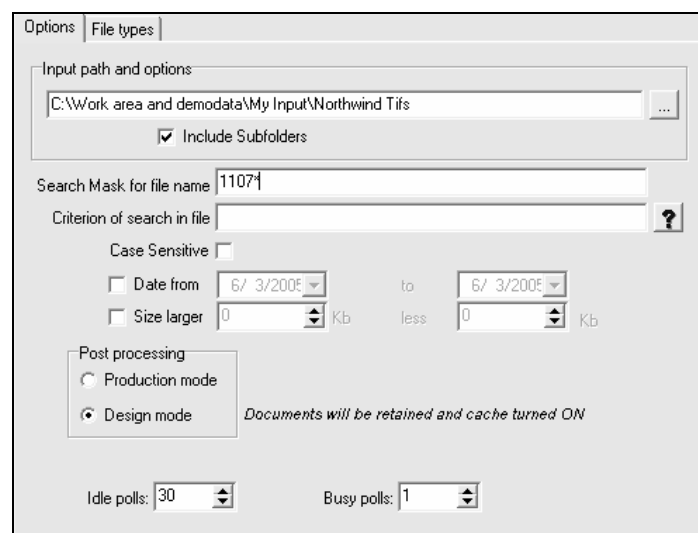 Options File types
Input path and options
C:\Work area and demodata\My Input\Northwind Tifs ...
Include Subfolders
Search Mask for file name 1107*
Criterion of search in file ?
Case Sensitive
Date from 6/ 3/2005 to 6/ 3/2005
Size larger 0 Kb less 0 Kb
Post processing
Production mode
Design mode Documents will be retained and cache turned ON
Idle polls: 30 Busy polls: 1